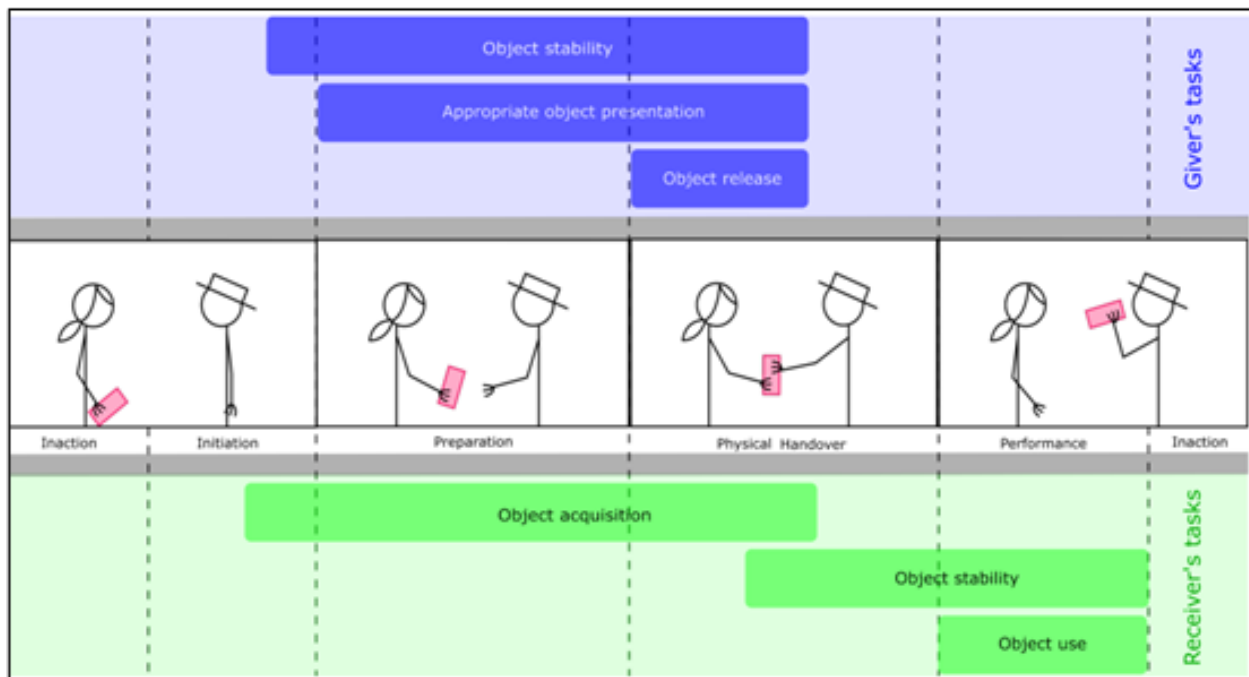 Object stability
Appropriate object presentation
Object release
Giver's tasks
Inaction
Initiation
Preparation
Physical Handover
Performance
Inaction
Object acquisition
Object stability
Object use
Receiver's tasks